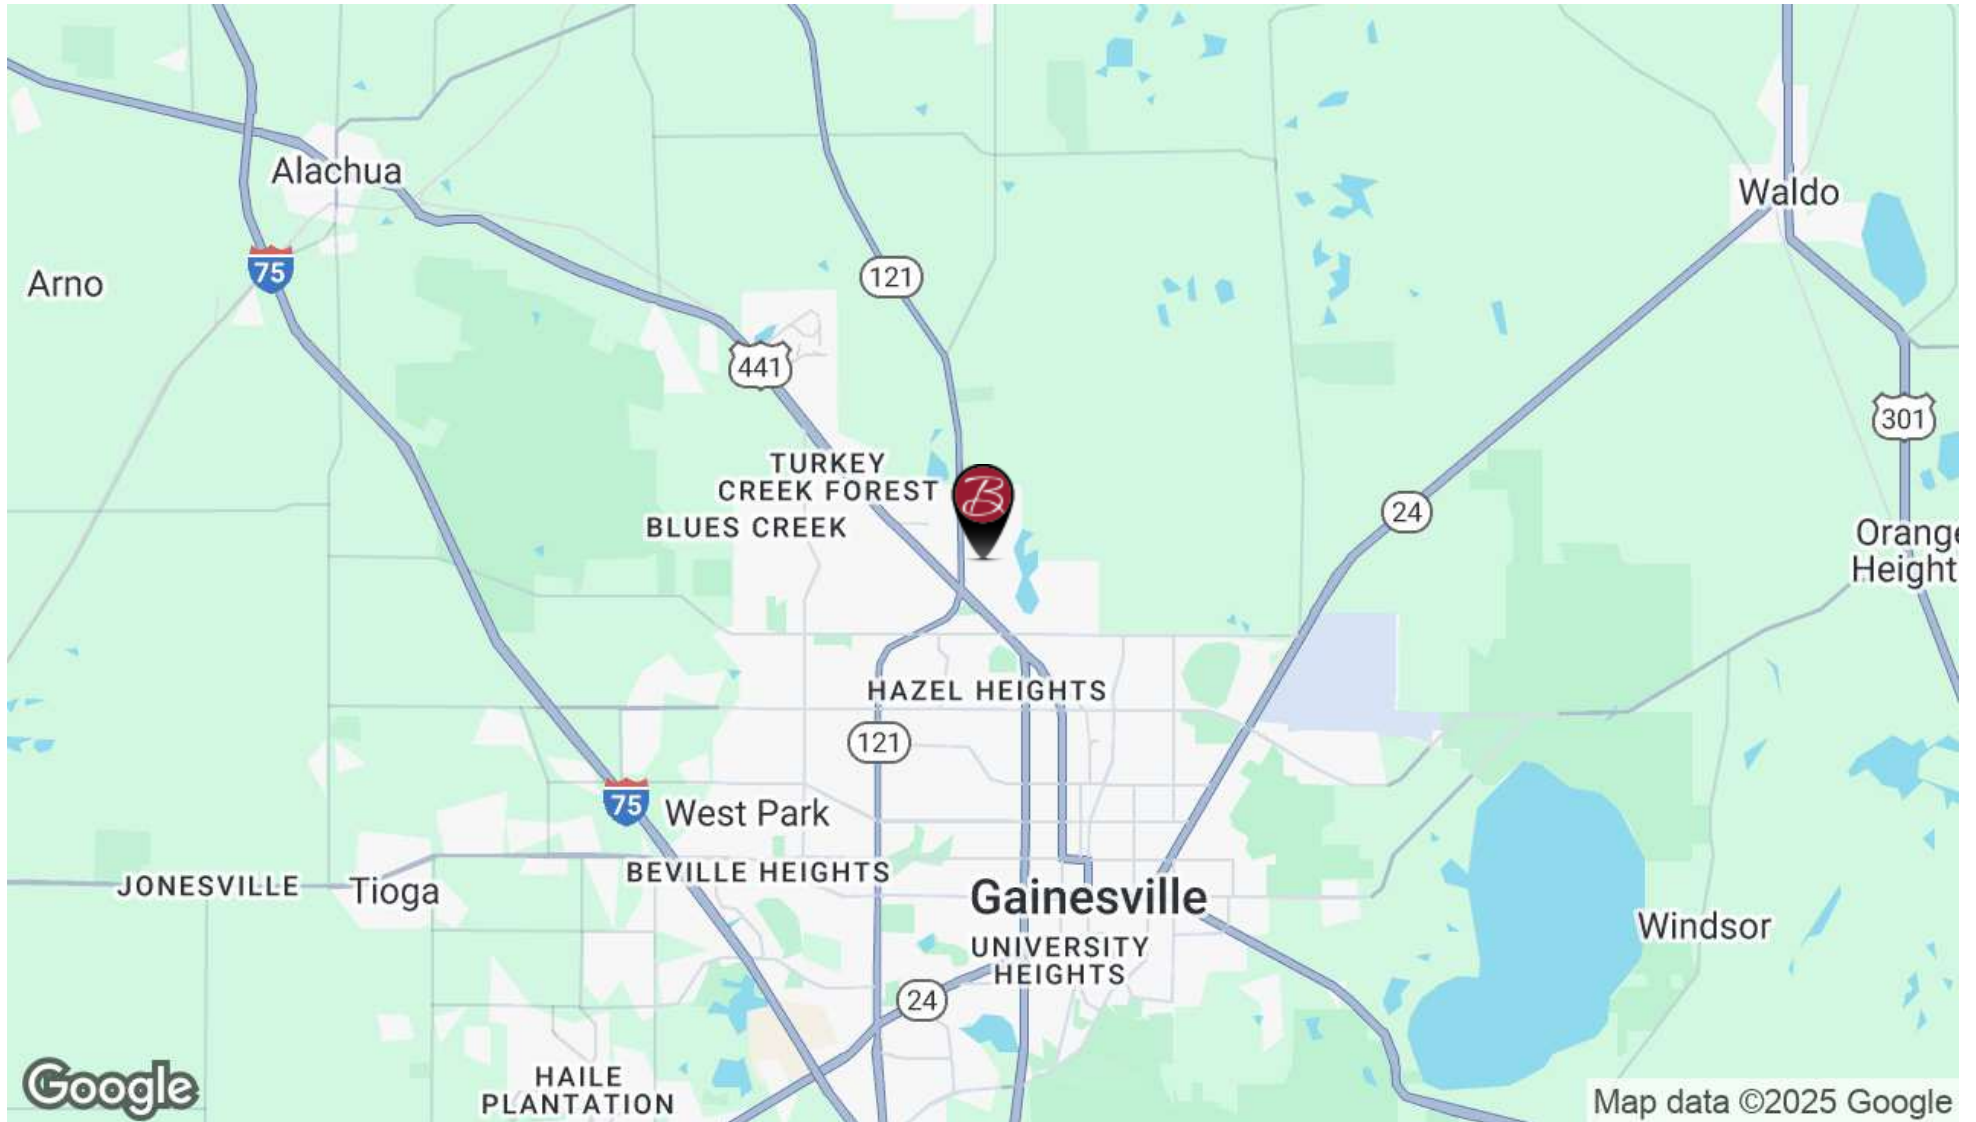 Alachua
Waldo
75
121
Arno
441
301
TURKEY
CREEK FOREST
B
BLUES CREEK
24
Orange
Height
HAZEL HEIGHTS
121
75
West Park
BEVILLE HEIGHTS
JONESVILLE
Tioga
Gainesville
Windsor
UNIVERSITY
HEIGHTS
24
HAILE
PLANTATION
Google
Map data ©2025 Google